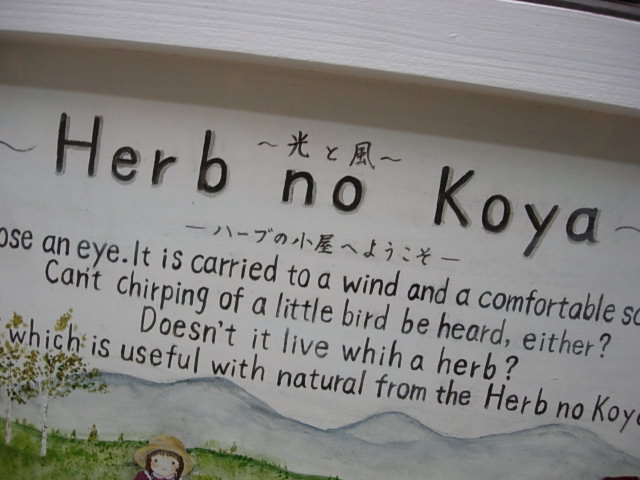 ～光と風～
～Herb no Koya～
ーハーブの小屋へようこそー
ose an eye. It is carried to a wind and a comfortable sc
Can't chirping of a little bird be heard, either?
Doesn't it live whih a herb?
which is useful with natural from the Herb no Koya